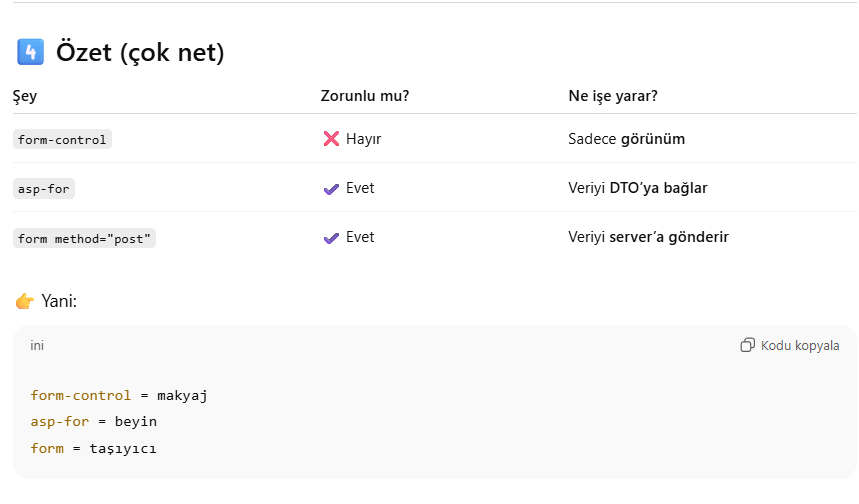 4 Özet (çok net)
Şey Zorunlu mu? Ne işe yarar?
form-control ❌ Hayır Sadece görünüm
asp-for ✔ Evet Veriyi DTO’ya bağlar
form method="post" ✔ Evet Veriyi server’a gönderir
👉 Yani:
ini Kodu kopyala
form-control = makyaj
asp-for = beyin
form = taşıyıcı